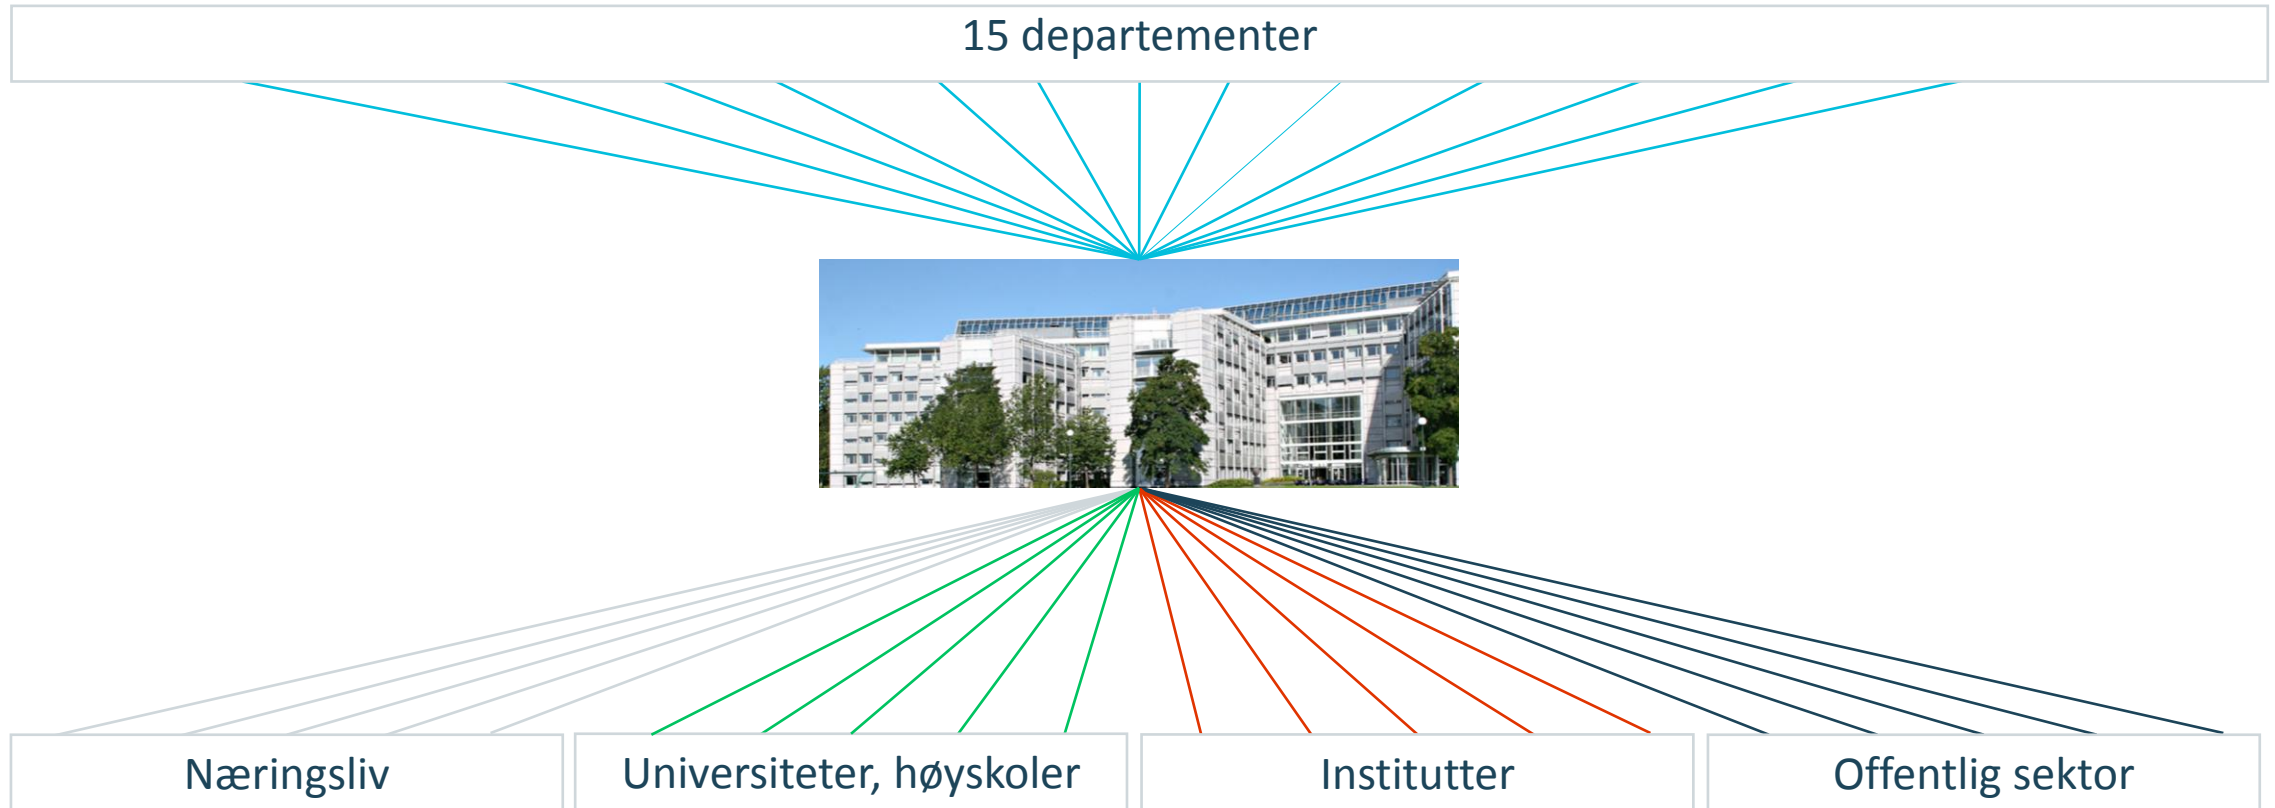 15 departementer
Næringsliv
Universiteter, høyskoler
Institutter
Offentlig sektor